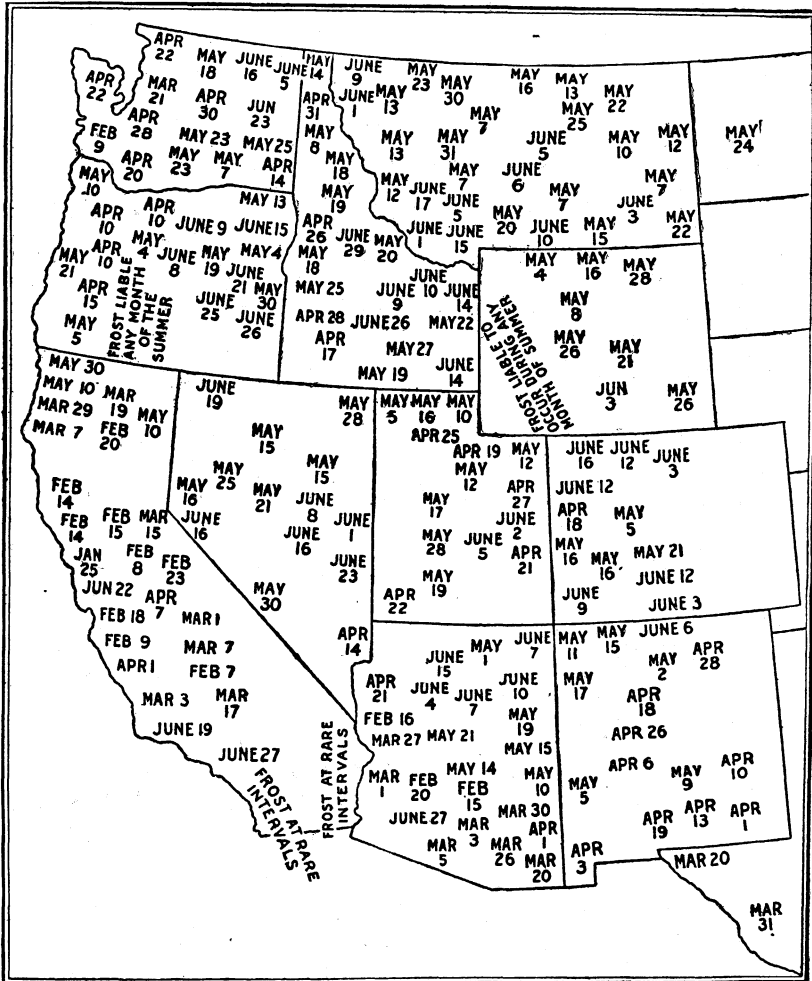 APR
22
MAY
18
JUNE
16
JUNE
5
MAY
14
APR
22
MAR
21
APR
30
JUN
23
APR
28
MAY 23
MAY 25
FEB
9
APR
20
MAY
23
MAY
7
APR
14
JUNE
9
MAY
23
MAY
30
MAY
16
MAY
13
MAY
22
APR
31
JUNE
1
MAY
13
MAY
7
MAY
25
MAY
8
MAY
13
MAY
31
JUNE
5
MAY
10
MAY
12
MAY
24
MAY
18
MAY
12
JUNE
17
MAY
7
JUNE
6
MAY
7
MAY
7
MAY
19
JUNE
5
MAY
20
JUNE
10
MAY
15
JUNE
3
MAY
22
JUNE
1
JUNE
15
MAY
10
MAY 13
APR
10
APR
10
JUNE 9
JUNE 15
APR
10
MAY
4
JUNE
8
MAY
19
MAY 4
MAY
21
JUNE
21
MAY
30
APR
15
JUNE
25
JUNE
26
MAY
5
FROST LIABLE
ANY MONTH
OF THE
SUMMER
APR
26
JUNE
29
MAY
20
MAY
18
JUNE
10
MAY 25
JUNE
9
JUNE
14
APR 28
JUNE 26
MAY 22
APR
17
MAY 27
MAY 19
JUNE
14
MAY
4
MAY
16
MAY
28
MAY
8
MAY
26
MAY
21
JUN
3
MAY
26
FROST LIABLE TO
OCCUR DURING ANY
MONTH OF SUMMER
MAY 30
MAY 10
MAR
19
MAR 29
MAY
10
MAR 7
FEB
20
FEB
14
FEB
14
FEB
15
MAR
15
JAN
25
FEB
8
FEB
23
JUN 22
APR
7
FEB 18
MAR 1
FEB 9
MAR 7
APR 1
FEB 7
MAR 3
MAR
17
JUNE 19
JUNE 27
FROST AT RARE
INTERVALS
FROST AT RARE
INTERVALS
JUNE
19
MAY
28
MAY
15
MAY
25
MAY
15
MAY
16
MAY
21
JUNE
8
JUNE
16
JUNE
16
JUNE
1
JUNE
23
MAY
30
APR
14
MAY
5
MAY
16
MAY
10
APR 25
APR 19
MAY
12
MAY
12
APR
27
MAY
17
JUNE
2
MAY
28
JUNE
5
APR
21
MAY
19
APR
22
JUNE
16
JUNE
12
JUNE
3
JUNE 12
APR
18
MAY
5
MAY
16
MAY
16
MAY 21
JUNE 12
JUNE
9
JUNE 3
JUNE
15
MAY
1
JUNE
7
APR
21
JUNE
4
JUNE
7
JUNE
10
FEB 16
MAY
19
MAR 27
MAY 21
MAY 15
MAR
1
FEB
20
MAY 14
FEB
15
MAY
10
JUNE 27
MAR 30
MAR
3
APR
1
MAR
5
MAR
26
MAR
20
MAY
11
MAY
15
JUNE 6
MAY
17
MAY
2
APR
28
APR
18
APR 26
APR 6
MAY
5
MAY
9
APR
10
APR
19
APR
13
APR
1
APR
3
MAR 20
MAR
31